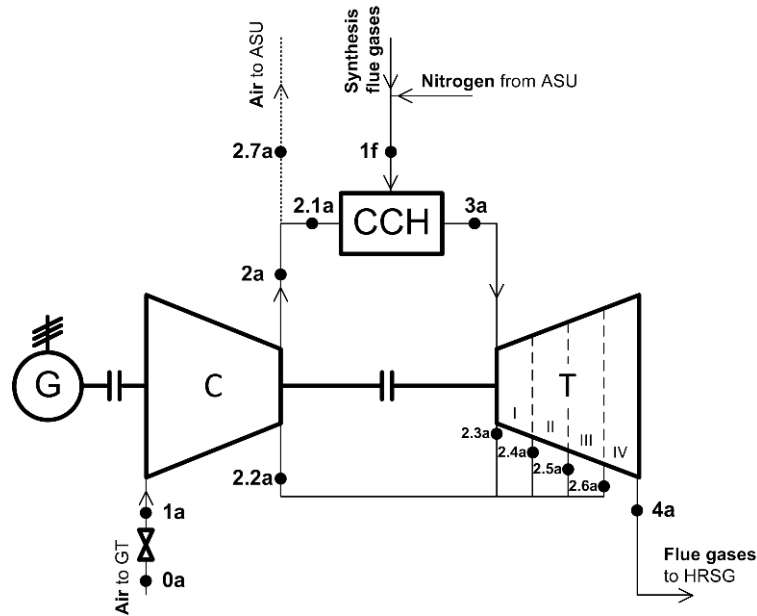 Air to ASU
Synthesis
flue gases
Nitrogen from ASU
2.7a
1f
2.1a
CCH
3a
2a
G
C
T
I
II
III
IV
2.3a
2.4a
2.5a
2.6a
2.2a
1a
4a
Air to GT
0a
Flue gases
to HRSG